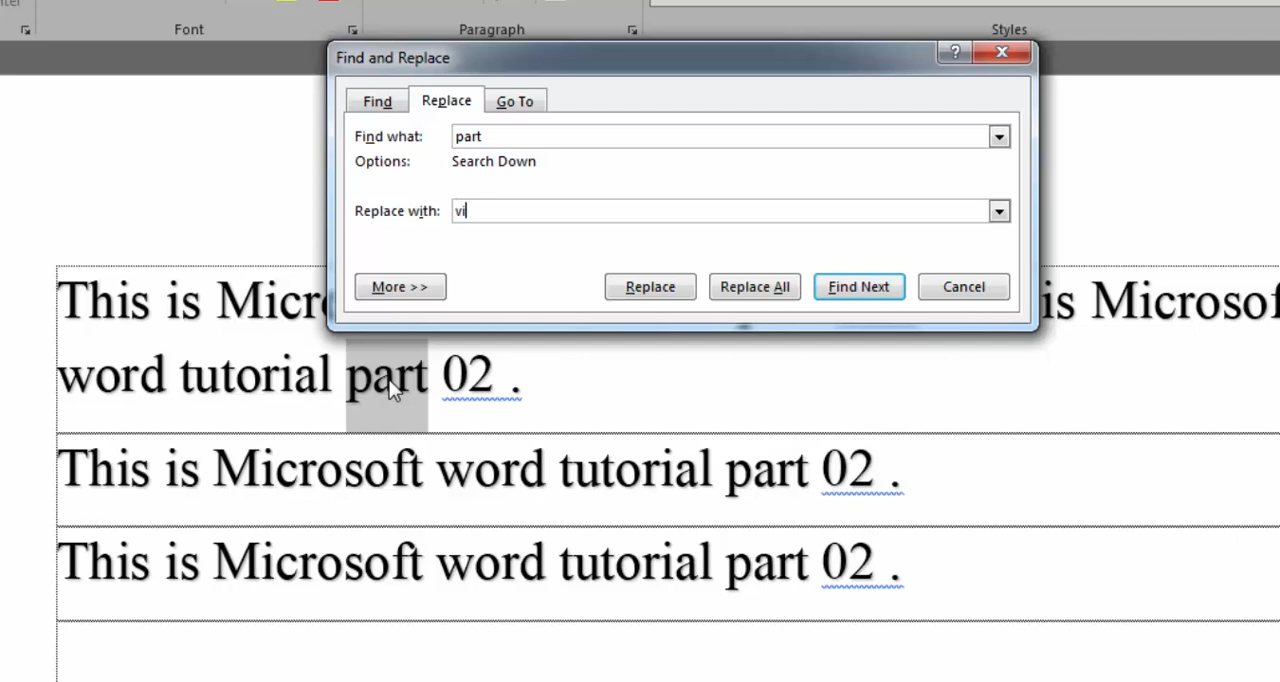 Font Paragraph Styles
Find and Replace
Find Replace Go To
Find what: part
Options: Search Down
Replace with: vi
More >> Replace Replace All Find Next Cancel
This is is
word tutorial part 02 .
This is Microsoft word tutorial part 02 .
This is Microsoft word tutorial part 02 .